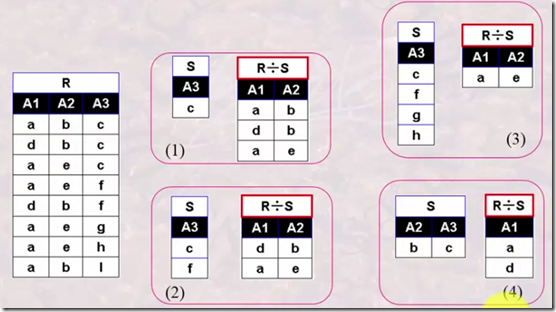 R
A1 A2 A3
a b c
d b c
a e c
a e f
d b f
a e g
a e h
a b l
S
A3
c
R÷S
A1 A2
a b
d b
a e
(1)
S
A3
c
f
R÷S
A1 A2
d b
a e
(2)
S
A3
c
f
g
h
R÷S
A1 A2
a e
(3)
S
A2 A3
b c
R÷S
A1
a
d
(4)